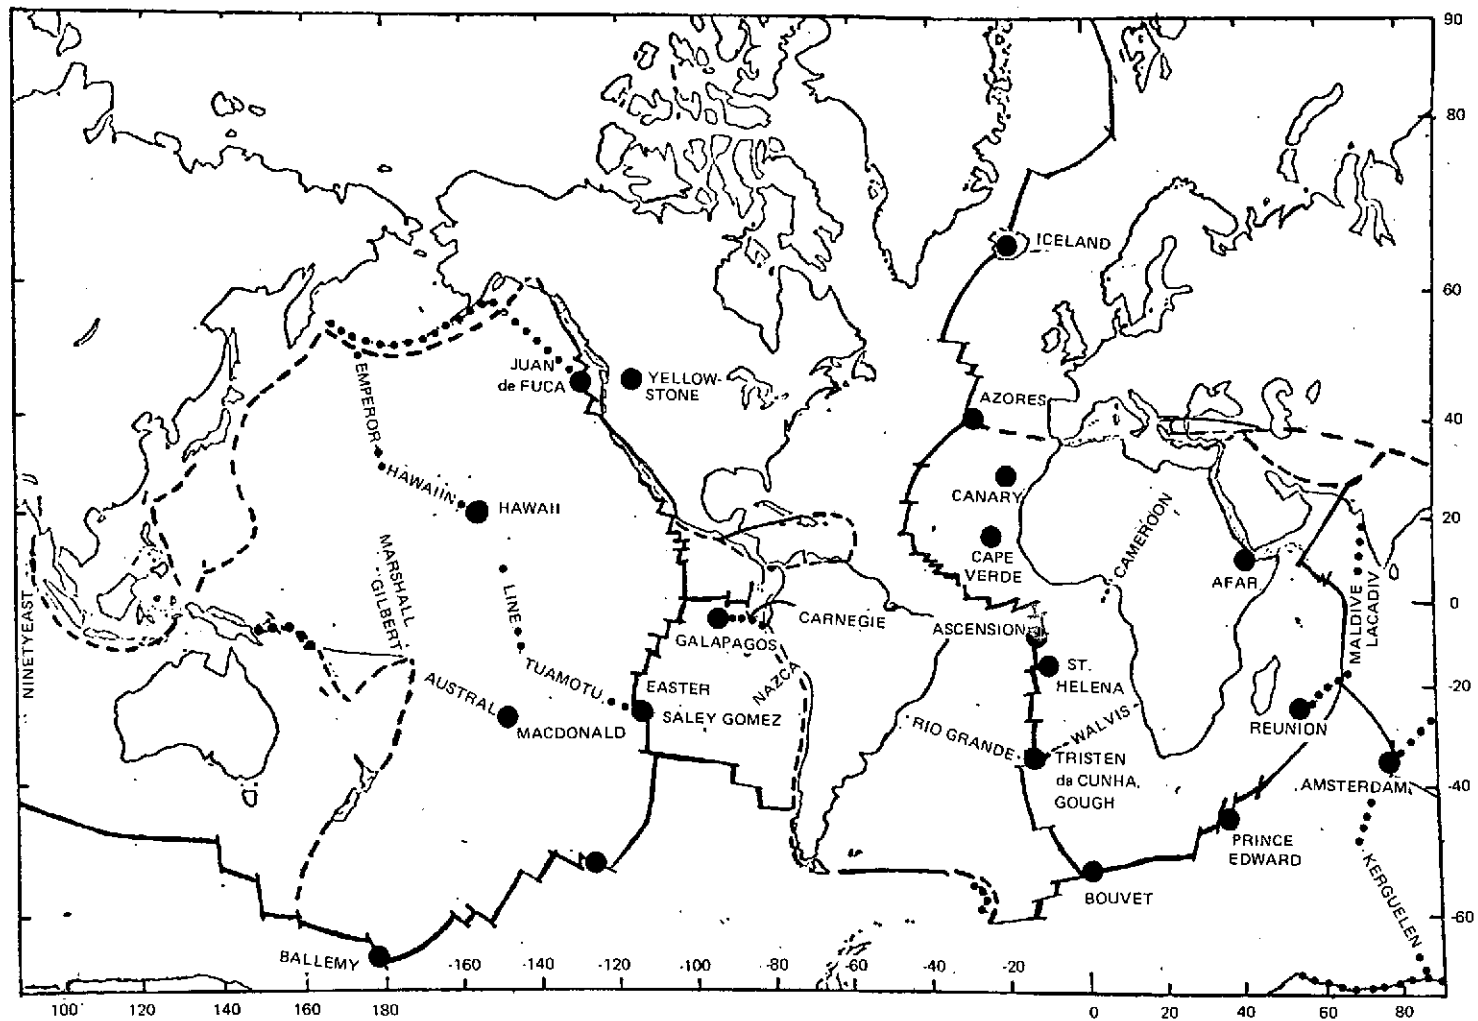 90
80
60
40
20
0
-20
-40
-60
ICELAND
JUAN
de FUCA
YELLOW-
STONE
AZORES
EMPEROR
HAWAIIN
HAWAII
CANARY
CAPE
VERDE
CAMEROON
AFAR
MALDIVE
LACADIV
MARSHALL
GILBERT
LINE
NINETYEAST
GALAPAGOS
CARNEGIE
ASCENSION
ST.
HELENA
TUAMOTU
EASTER
SALEY GOMEZ
NAZCA
AUSTRAL
MACDONALD
RIO GRANDE
WALVIS
TRISTEN
da CUNHA,
GOUGH
REUNION
AMSTERDAM
PRINCE
EDWARD
BOUVET
KERGUELEN
BALLEMY
-160 -140 -120 -100 -80 -60 -40 -20
100 120 140 160 180 0 20 40 60 80